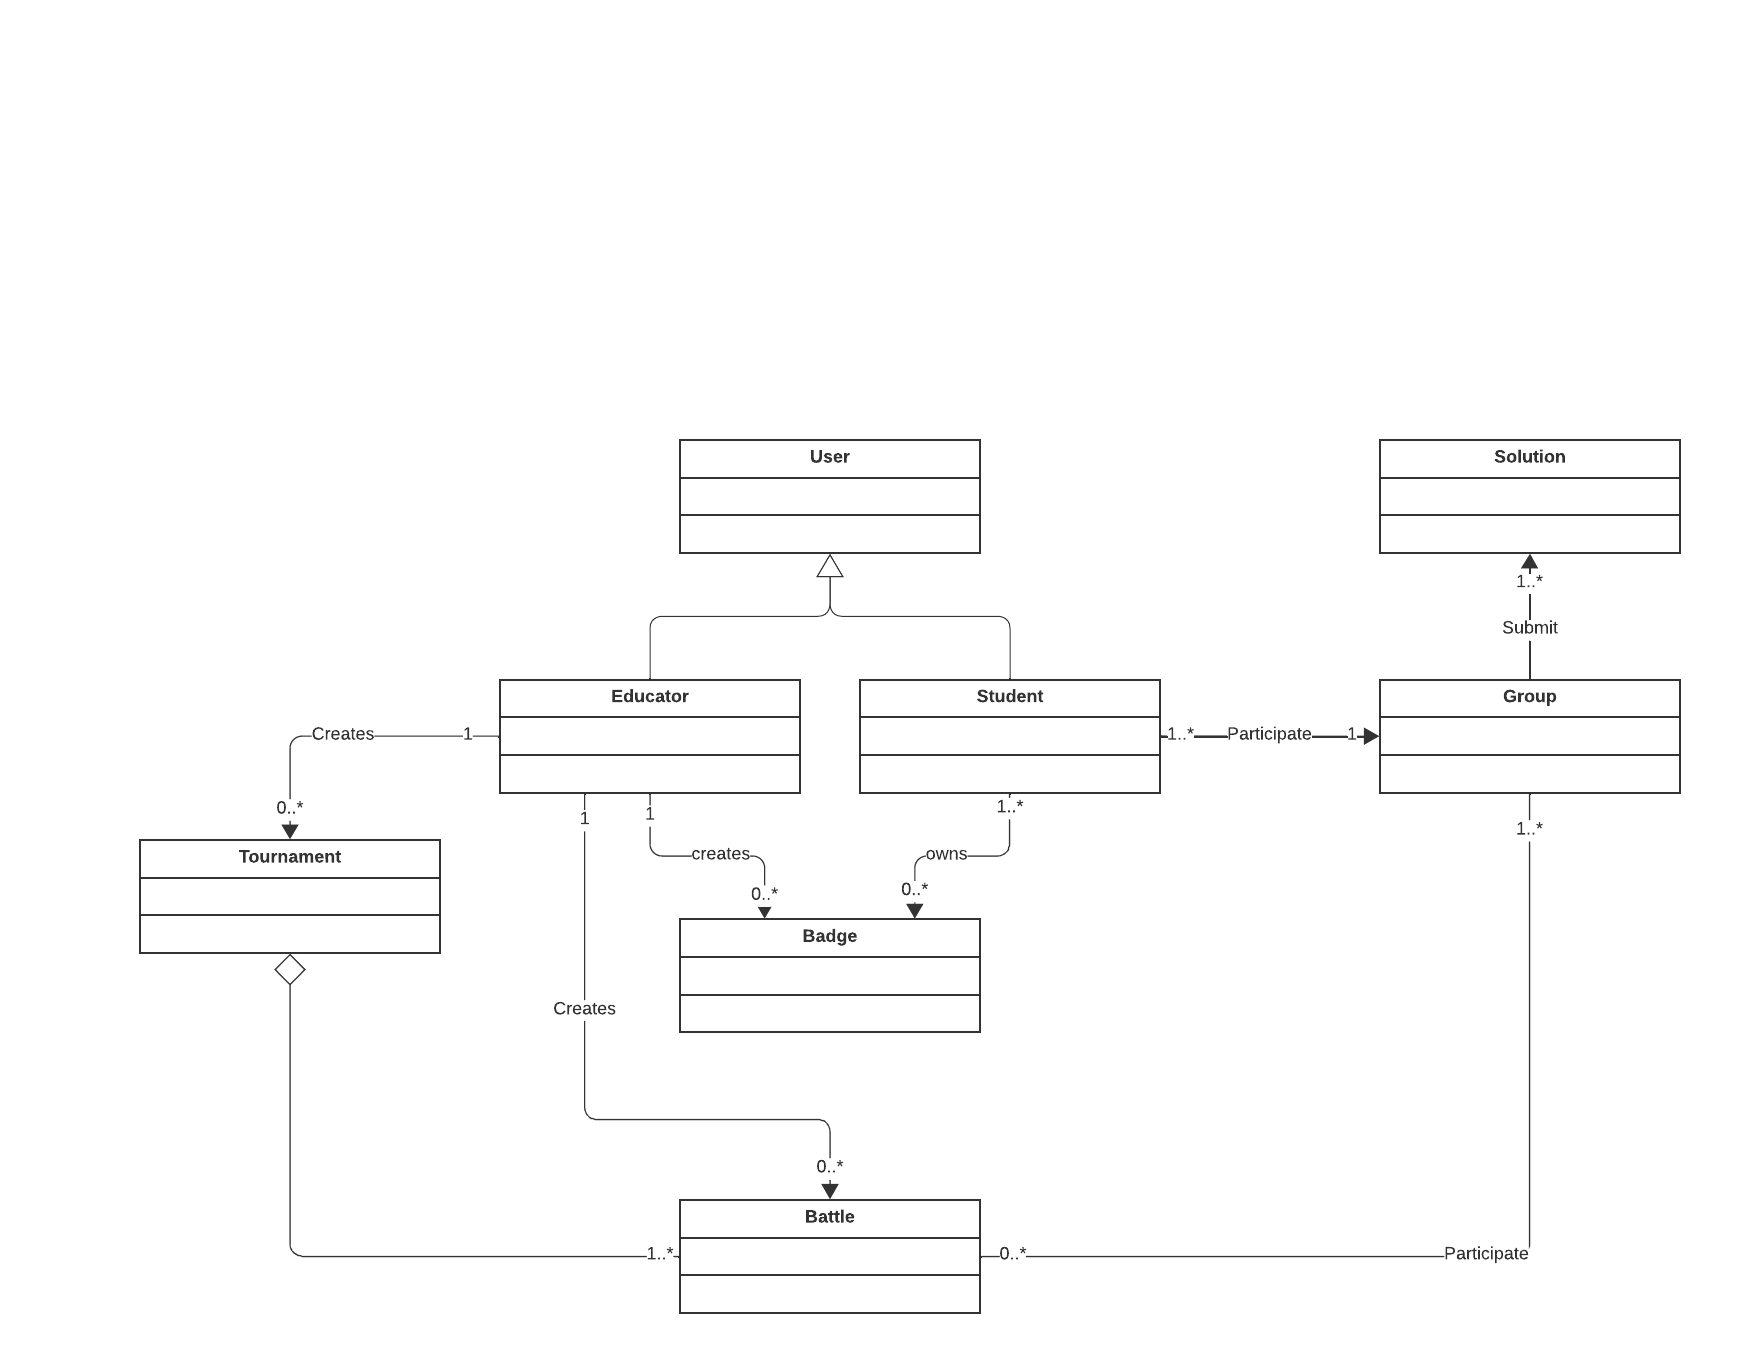 User
Solution
1..*
Submit
Educator
Student
Group
Creates
1
1..*
Participate
1
0..*
1
1
1..*
1..*
Tournament
creates
owns
0..*
0..*
Badge
Creates
0..*
Battle
1..*
0..*
Participate